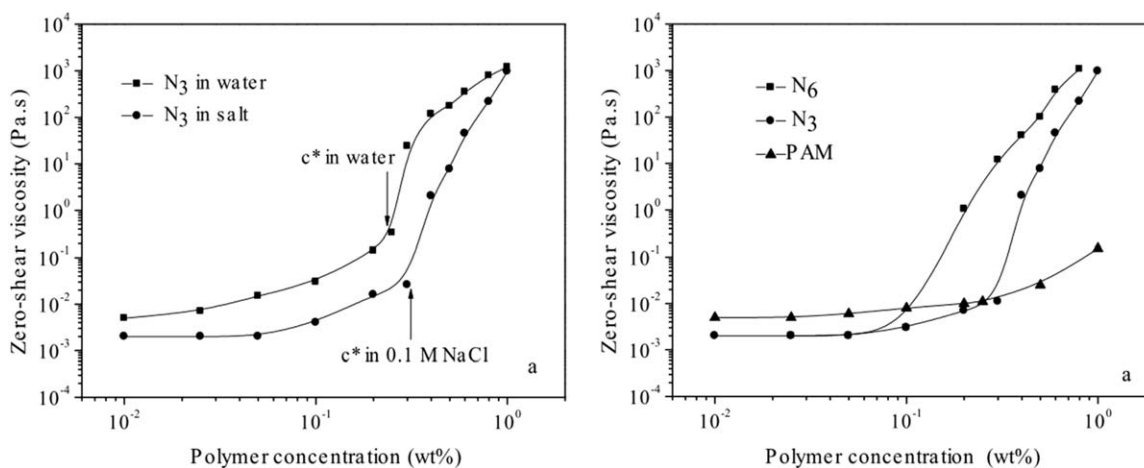 10^4
10^3
10^2
10^1
10^0
10^-1
10^-2
10^-3
10^-4
Zero-shear viscosity (Pa.s)
N3 in water
N3 in salt
c* in water
c* in 0.1 M NaCl
a
10^-2
10^-1
10^0
Polymer concentration (wt%)
10^4
10^3
10^2
10^1
10^0
10^-1
10^-2
10^-3
10^-4
Zero-shear viscosity (Pa.s)
N6
N3
PAM
a
10^-2
10^-1
10^0
Polymer concentration (wt%)